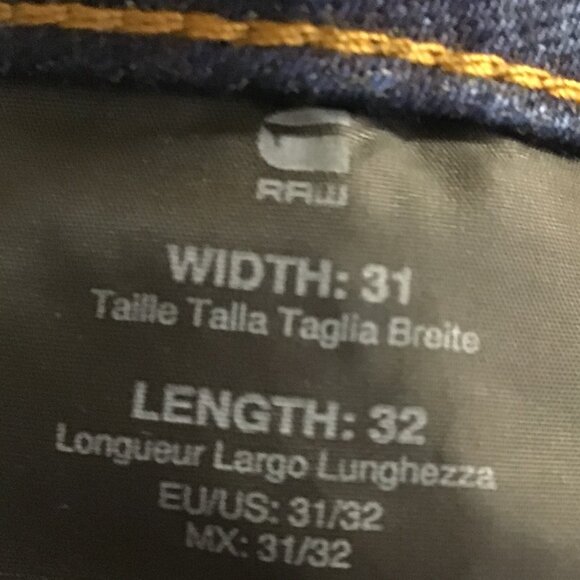 RAW
WIDTH: 31
Taille Talla Taglia Breite
LENGTH: 32
Longueur Largo Lunghezza
EU/US: 31/32
MX: 31/32